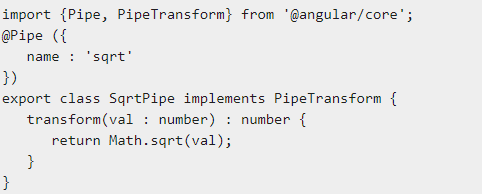 import {Pipe, PipeTransform} from '@angular/core';
@Pipe ({
   name : 'sqrt'
})
export class SqrtPipe implements PipeTransform {
   transform(val : number) : number {
      return Math.sqrt(val);
   }
}